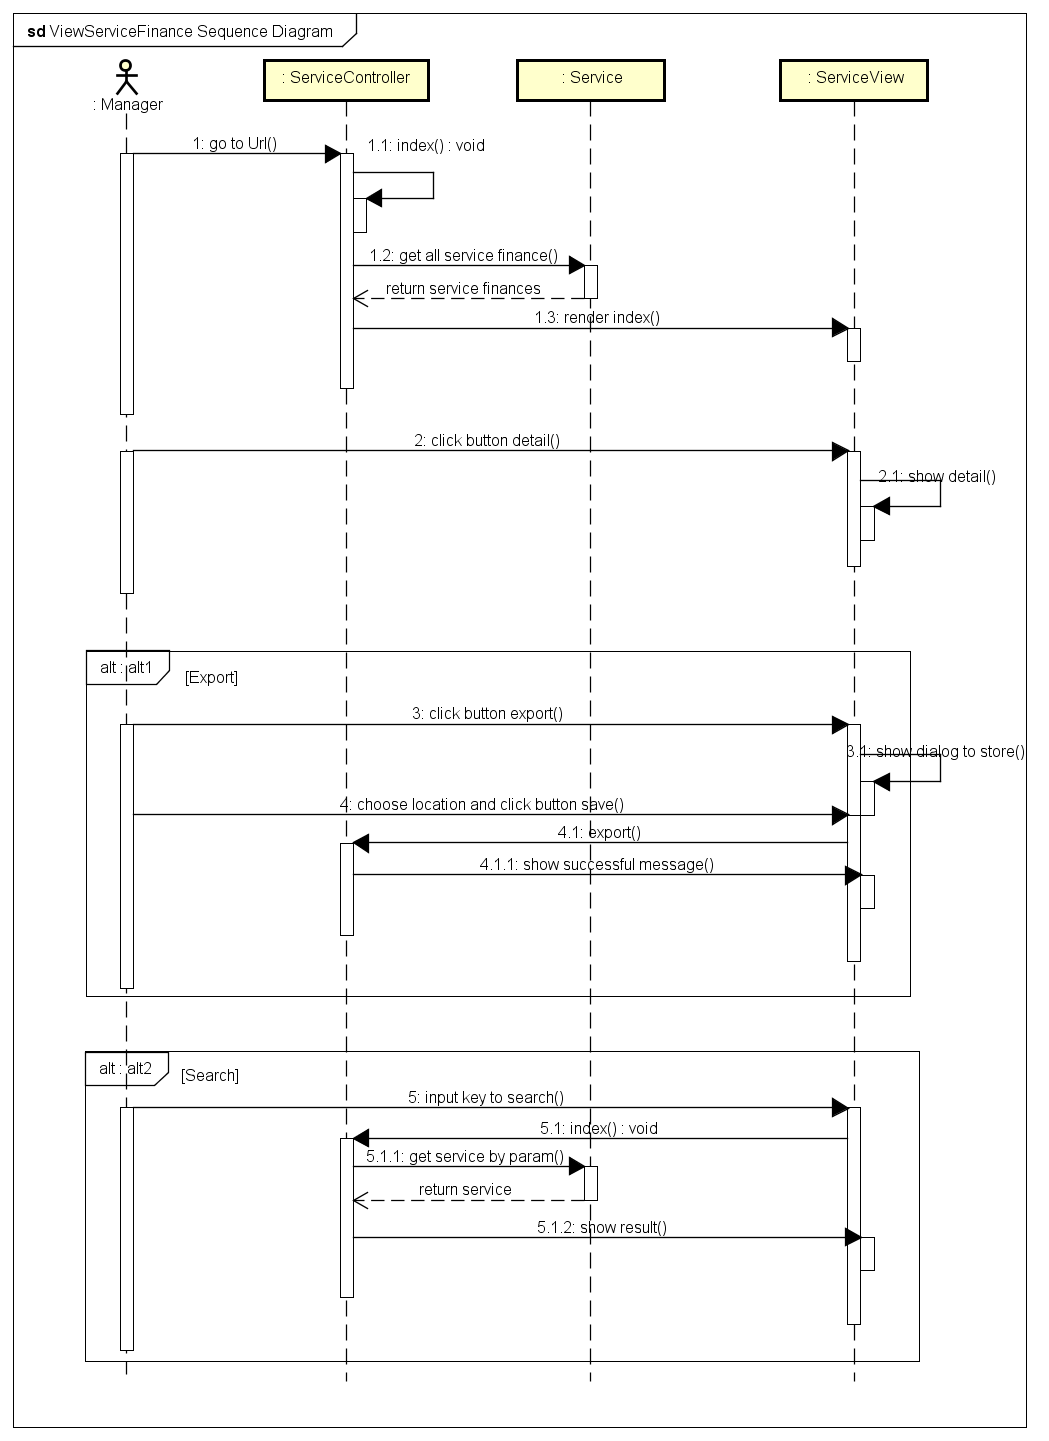 sd ViewServiceFinance Sequence Diagram
: Manager
: ServiceController
: Service
: ServiceView
1: go to Url()
1.1: index() : void
1.2: get all service finance()
return service finances
1.3: render index()
2: click button detail()
2.1: show detail()
alt : alt1
[Export]
3: click button export()
3.1: show dialog to store()
4: choose location and click button save()
4.1: export()
4.1.1: show successful message()
alt : alt2
[Search]
5: input key to search()
5.1: index() : void
5.1.1: get service by param()
return service
5.1.2: show result()